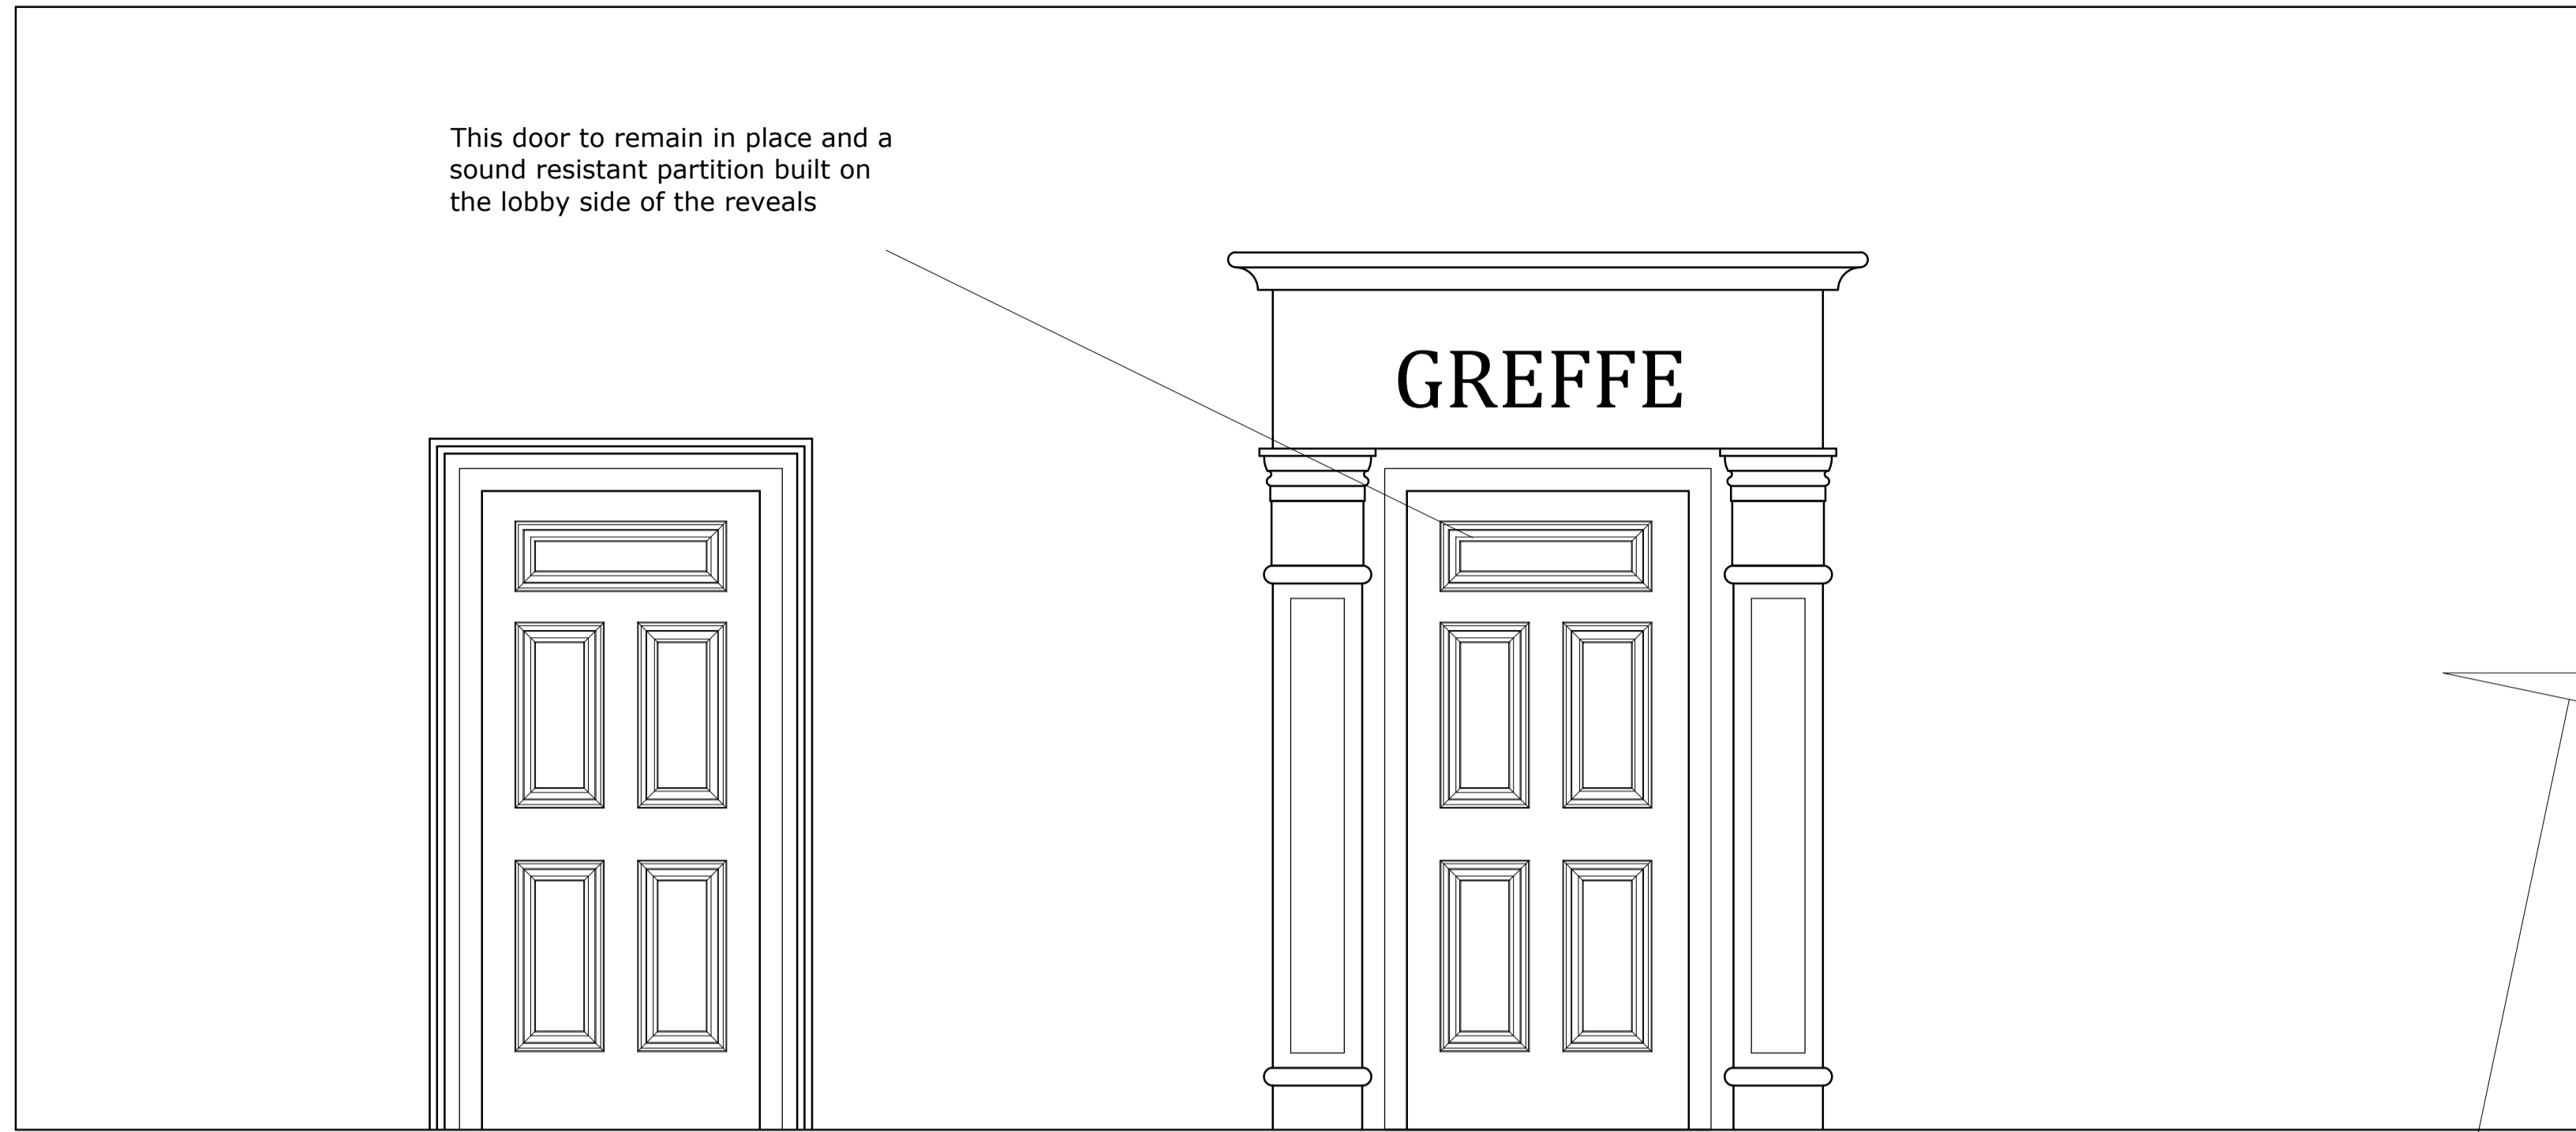 This door to remain in place and a
sound resistant partition built on
the lobby side of the reveals
GREFFE